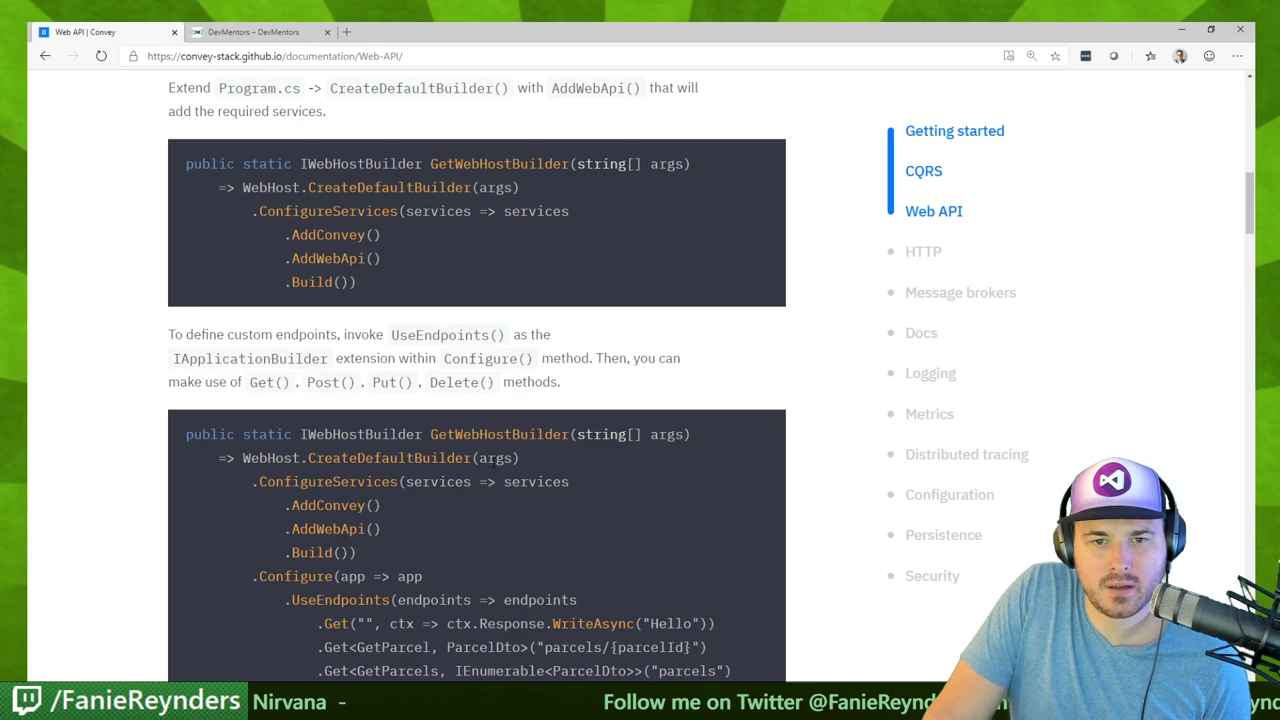 Web API | Convey
DevMentors – DevMentors
https://convey-stack.github.io/documentation/Web-API/
Extend Program.cs -> CreateDefaultBuilder() with AddWebApi() that will
add the required services.
public static IWebHostBuilder GetWebHostBuilder(string[] args)
=> WebHost.CreateDefaultBuilder(args)
.ConfigureServices(services => services
.AddConvey()
.AddWebApi()
.Build())
To define custom endpoints, invoke UseEndpoints() as the
IApplicationBuilder extension within Configure() method. Then, you can
make use of Get(), Post(), Put(), Delete() methods.
public static IWebHostBuilder GetWebHostBuilder(string[] args)
=> WebHost.CreateDefaultBuilder(args)
.ConfigureServices(services => services
.AddConvey()
.AddWebApi()
.Build())
.Configure(app => app
.UseEndpoints(endpoints => endpoints
.Get("", ctx => ctx.Response.WriteAsync("Hello"))
.Get<GetParcel, ParcelDto>("parcels/{parcelId}")
.Get<GetParcels, IEnumerable<ParcelDto>>("parcels")
Getting started
CQRS
Web API
HTTP
Message brokers
Docs
Logging
Metrics
Distributed tracing
Configuration
Persistence
Security
/FanieReynders
Nirvana -
Follow me on Twitter @FanieReynd